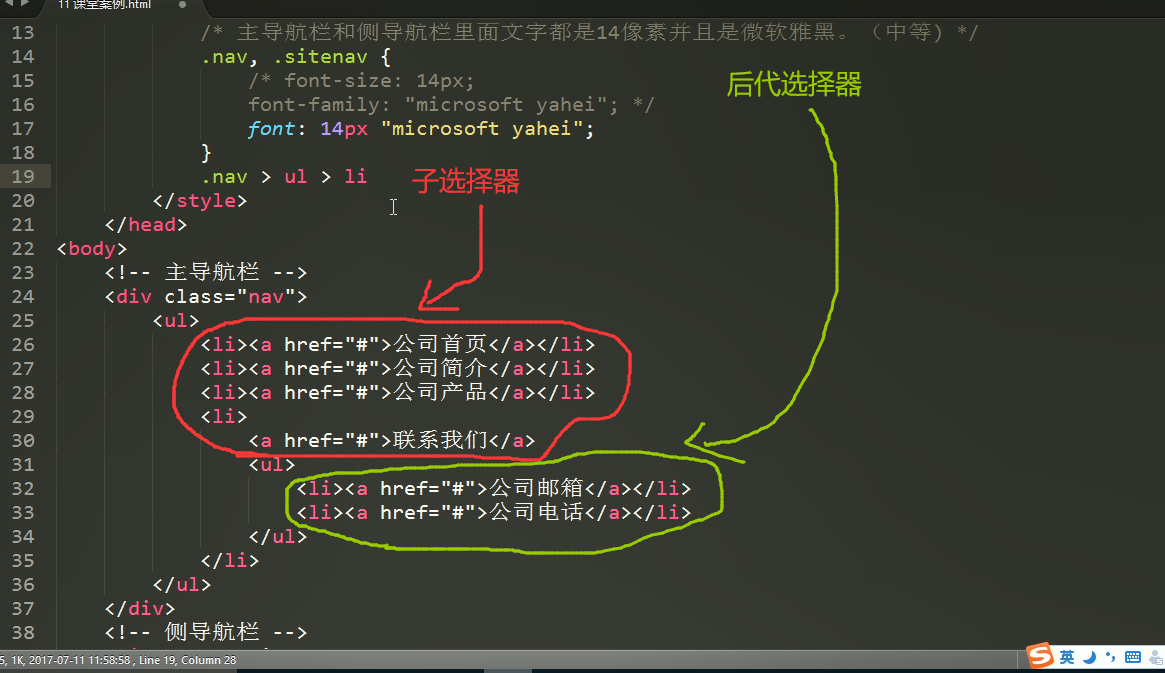 11 课堂案例.html
13 /* 主导航栏和侧导航栏里面文字都是14像素并且是微软雅黑。（中等）*/
14 .nav, .sitenav {
15 /* font-size: 14px;
后代选择器
16 font-family: "microsoft yahei"; */
17 font: 14px "microsoft yahei";
18 }
19 .nav > ul > li
子选择器
20 </style>
21 </head>
22 <body>
23 <!-- 主导航栏 -->
24 <div class="nav">
25 <ul>
26 <li><a href="#">公司首页</a></li>
27 <li><a href="#">公司简介</a></li>
28 <li><a href="#">公司产品</a></li>
29 <li>
30 <a href="#">联系我们</a>
31 <ul>
32 <li><a href="#">公司邮箱</a></li>
33 <li><a href="#">公司电话</a></li>
34 </ul>
35 </li>
36 </ul>
37 </div>
38 <!-- 侧导航栏 -->
5, 1K, 2017-07-11 11:58:58 , Line 19, Column 28
S 英